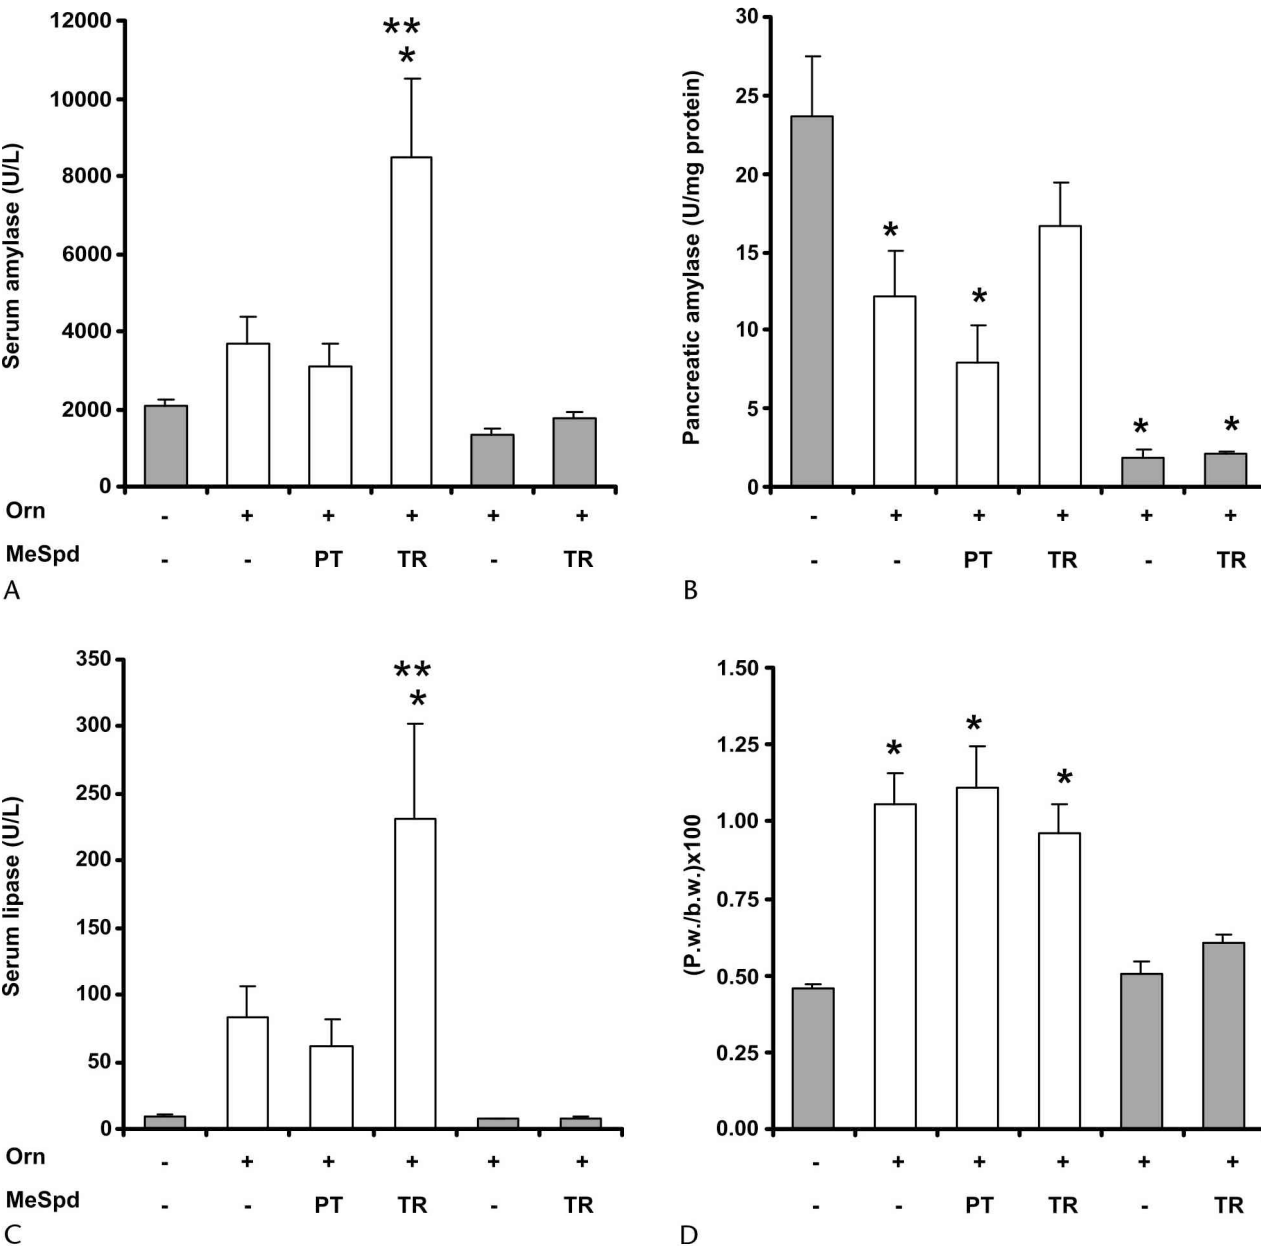 12000
10000
8000
6000
4000
2000
0
Serum amylase (U/L)
**
*
Orn - + + + + +
MeSpd - - PT TR - TR
A
30
25
20
15
10
5
0
Pancreatic amylase (U/mg protein)
* * * *
- + + + + +
- - PT TR - TR
B
350
300
250
200
150
100
50
0
Serum lipase (U/L)
**
*
Orn - + + + + +
MeSpd - - PT TR - TR
C
1.50
1.25
1.00
0.75
0.50
0.25
0.00
(P.w./b.w.)x100
* * *
- + + + + +
- - PT TR - TR
D